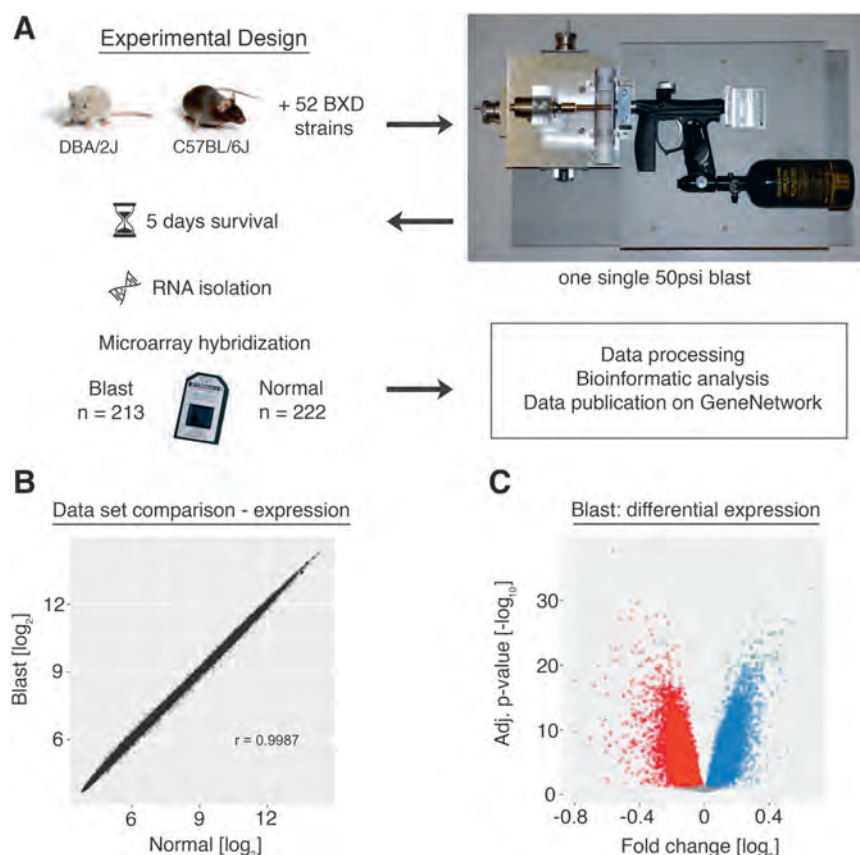 A
Experimental Design
+ 52 BXD
strains
DBA/2J
C57BL/6J
5 days survival
one single 50psi blast
RNA isolation
Microarray hybridization
Blast
n = 213
Normal
n = 222
Data processing
Bioinformatic analysis
Data publication on GeneNetwork
B
Data set comparison - expression
Blast [log₂]
12
9
6
r = 0.9987
6
9
12
Normal [log₂]
C
Blast: differential expression
Adj. p-value [-log₁₀]
30
20
10
0
-0.8
-0.4
0
0.4
Fold change [log₂]